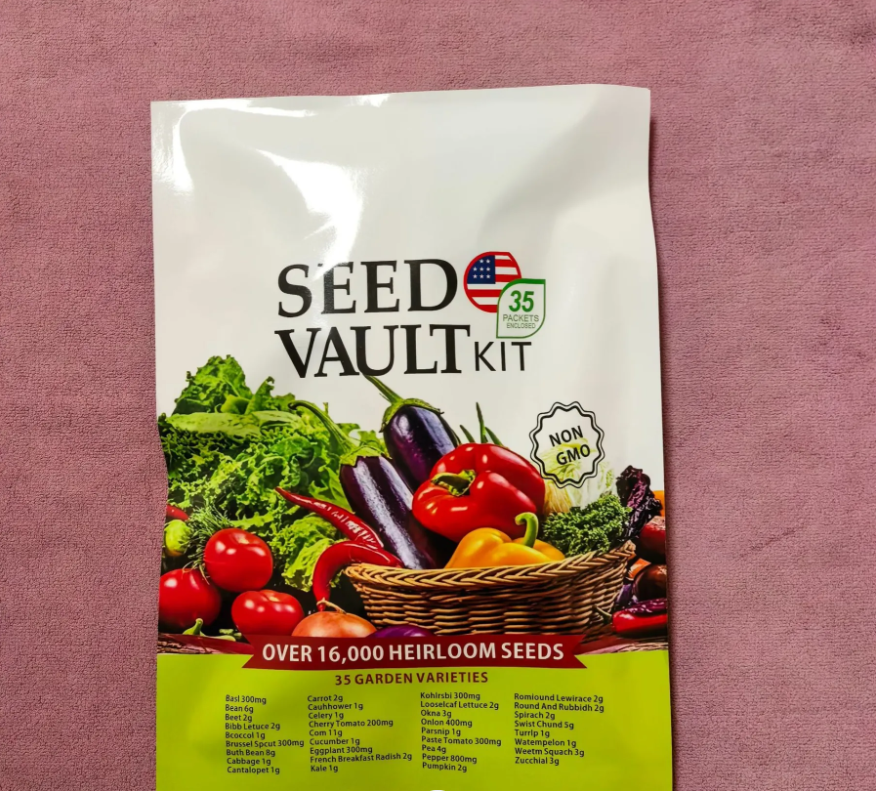 SEED
VAULT KIT
35
PACKETS
ENCLOSED
NON
GMO
OVER 16,000 HEIRLOOM SEEDS
35 GARDEN VARIETIES
Basl 300mg
Bean 6g
Beet 2g
Bibb Letuce 2g
Bcoccol 1g
Brussel Spcut 300mg
Buth Bean 8g
Cabbage 1g
Cantalopet 1g
Carrot 2g
Cauhhower 1g
Celery 1g
Cherry Tomato 200mg
Com 11g
Cucumber 1g
Eggplant 300mg
French Breakfast Radish 2g
Kale 1g
Kohirsbi 300mg
Looselcaf Lettuce 2g
Okna 3g
Onlon 400mg
Parsnip 1g
Paste Tomato 300mg
Pea 4g
Pepper 800mg
Pumpkin 2g
Romiound Lewirace 2g
Round And Rubbidh 2g
Spirach 2g
Swist Chund 5g
Turrlp 1g
Watempelon 1g
Weetm Squach 3g
Zucchial 3g